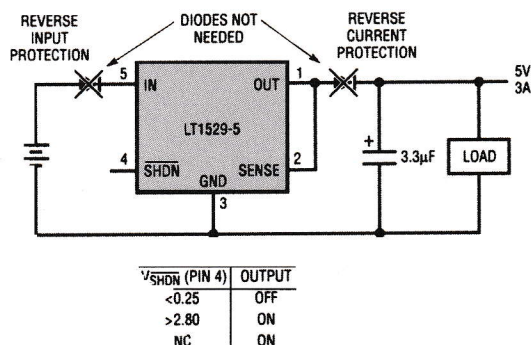 REVERSE
INPUT
PROTECTION
DIODES NOT
NEEDED
REVERSE
CURRENT
PROTECTION
5
IN
OUT
1
5V
3A
LT1529-5
4
SHDN
SENSE
2
GND
3
+
3.3µF
LOAD
VSHDN (PIN 4) OUTPUT
<0.25 OFF
>2.80 ON
NC ON